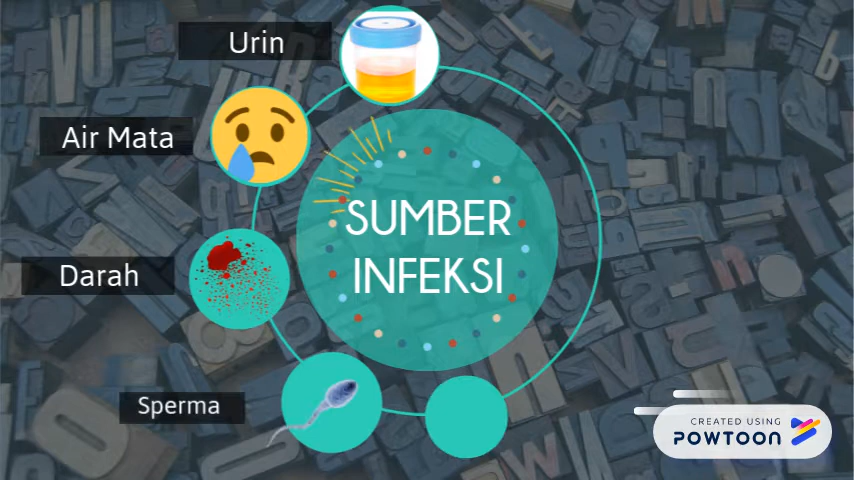 Urin
Air Mata
SUMBER
INFEKSI
Darah
Sperma
CREATED USING
POWTOON